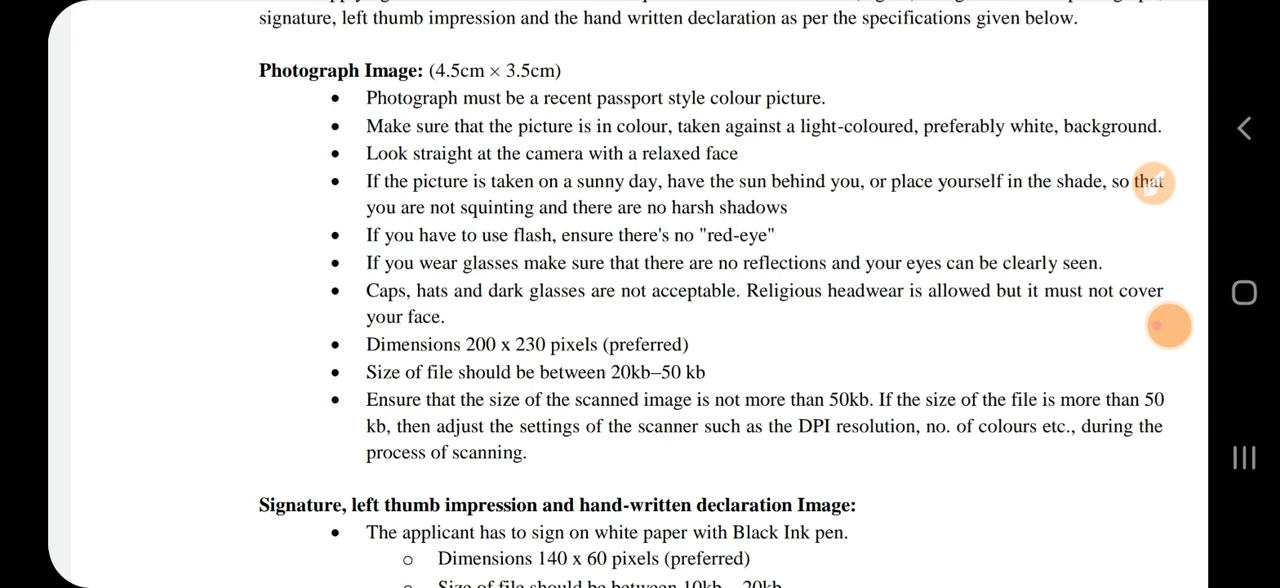 signature, left thumb impression and the hand written declaration as per the specifications given below.
Photograph Image: (4.5cm × 3.5cm)
• Photograph must be a recent passport style colour picture.
• Make sure that the picture is in colour, taken against a light-coloured, preferably white, background.
• Look straight at the camera with a relaxed face
• If the picture is taken on a sunny day, have the sun behind you, or place yourself in the shade, so that
you are not squinting and there are no harsh shadows
• If you have to use flash, ensure there's no "red-eye"
• If you wear glasses make sure that there are no reflections and your eyes can be clearly seen.
• Caps, hats and dark glasses are not acceptable. Religious headwear is allowed but it must not cover
your face.
• Dimensions 200 x 230 pixels (preferred)
• Size of file should be between 20kb–50 kb
• Ensure that the size of the scanned image is not more than 50kb. If the size of the file is more than 50
kb, then adjust the settings of the scanner such as the DPI resolution, no. of colours etc., during the
process of scanning.
Signature, left thumb impression and hand-written declaration Image:
• The applicant has to sign on white paper with Black Ink pen.
o Dimensions 140 x 60 pixels (preferred)
o Size of file should be between 10kb – 20kb